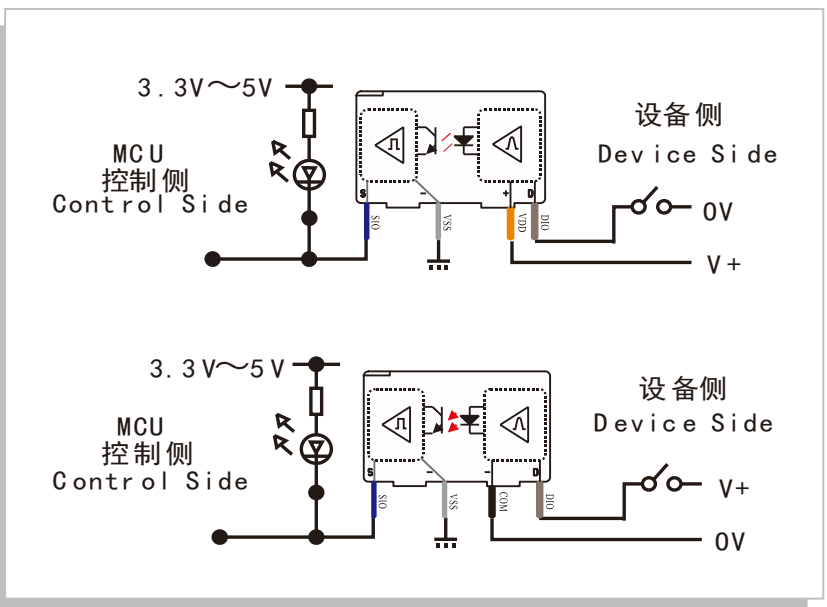 3.3V～5V
MCU
控制侧
Control Side
设备侧
Device Side
S
-
+
D
SIO
VSS
VDD
DIO
0V
V+
3.3V～5V
MCU
控制侧
Control Side
设备侧
Device Side
S
-
-
D
SIO
VSS
COM
DIO
V+
0V